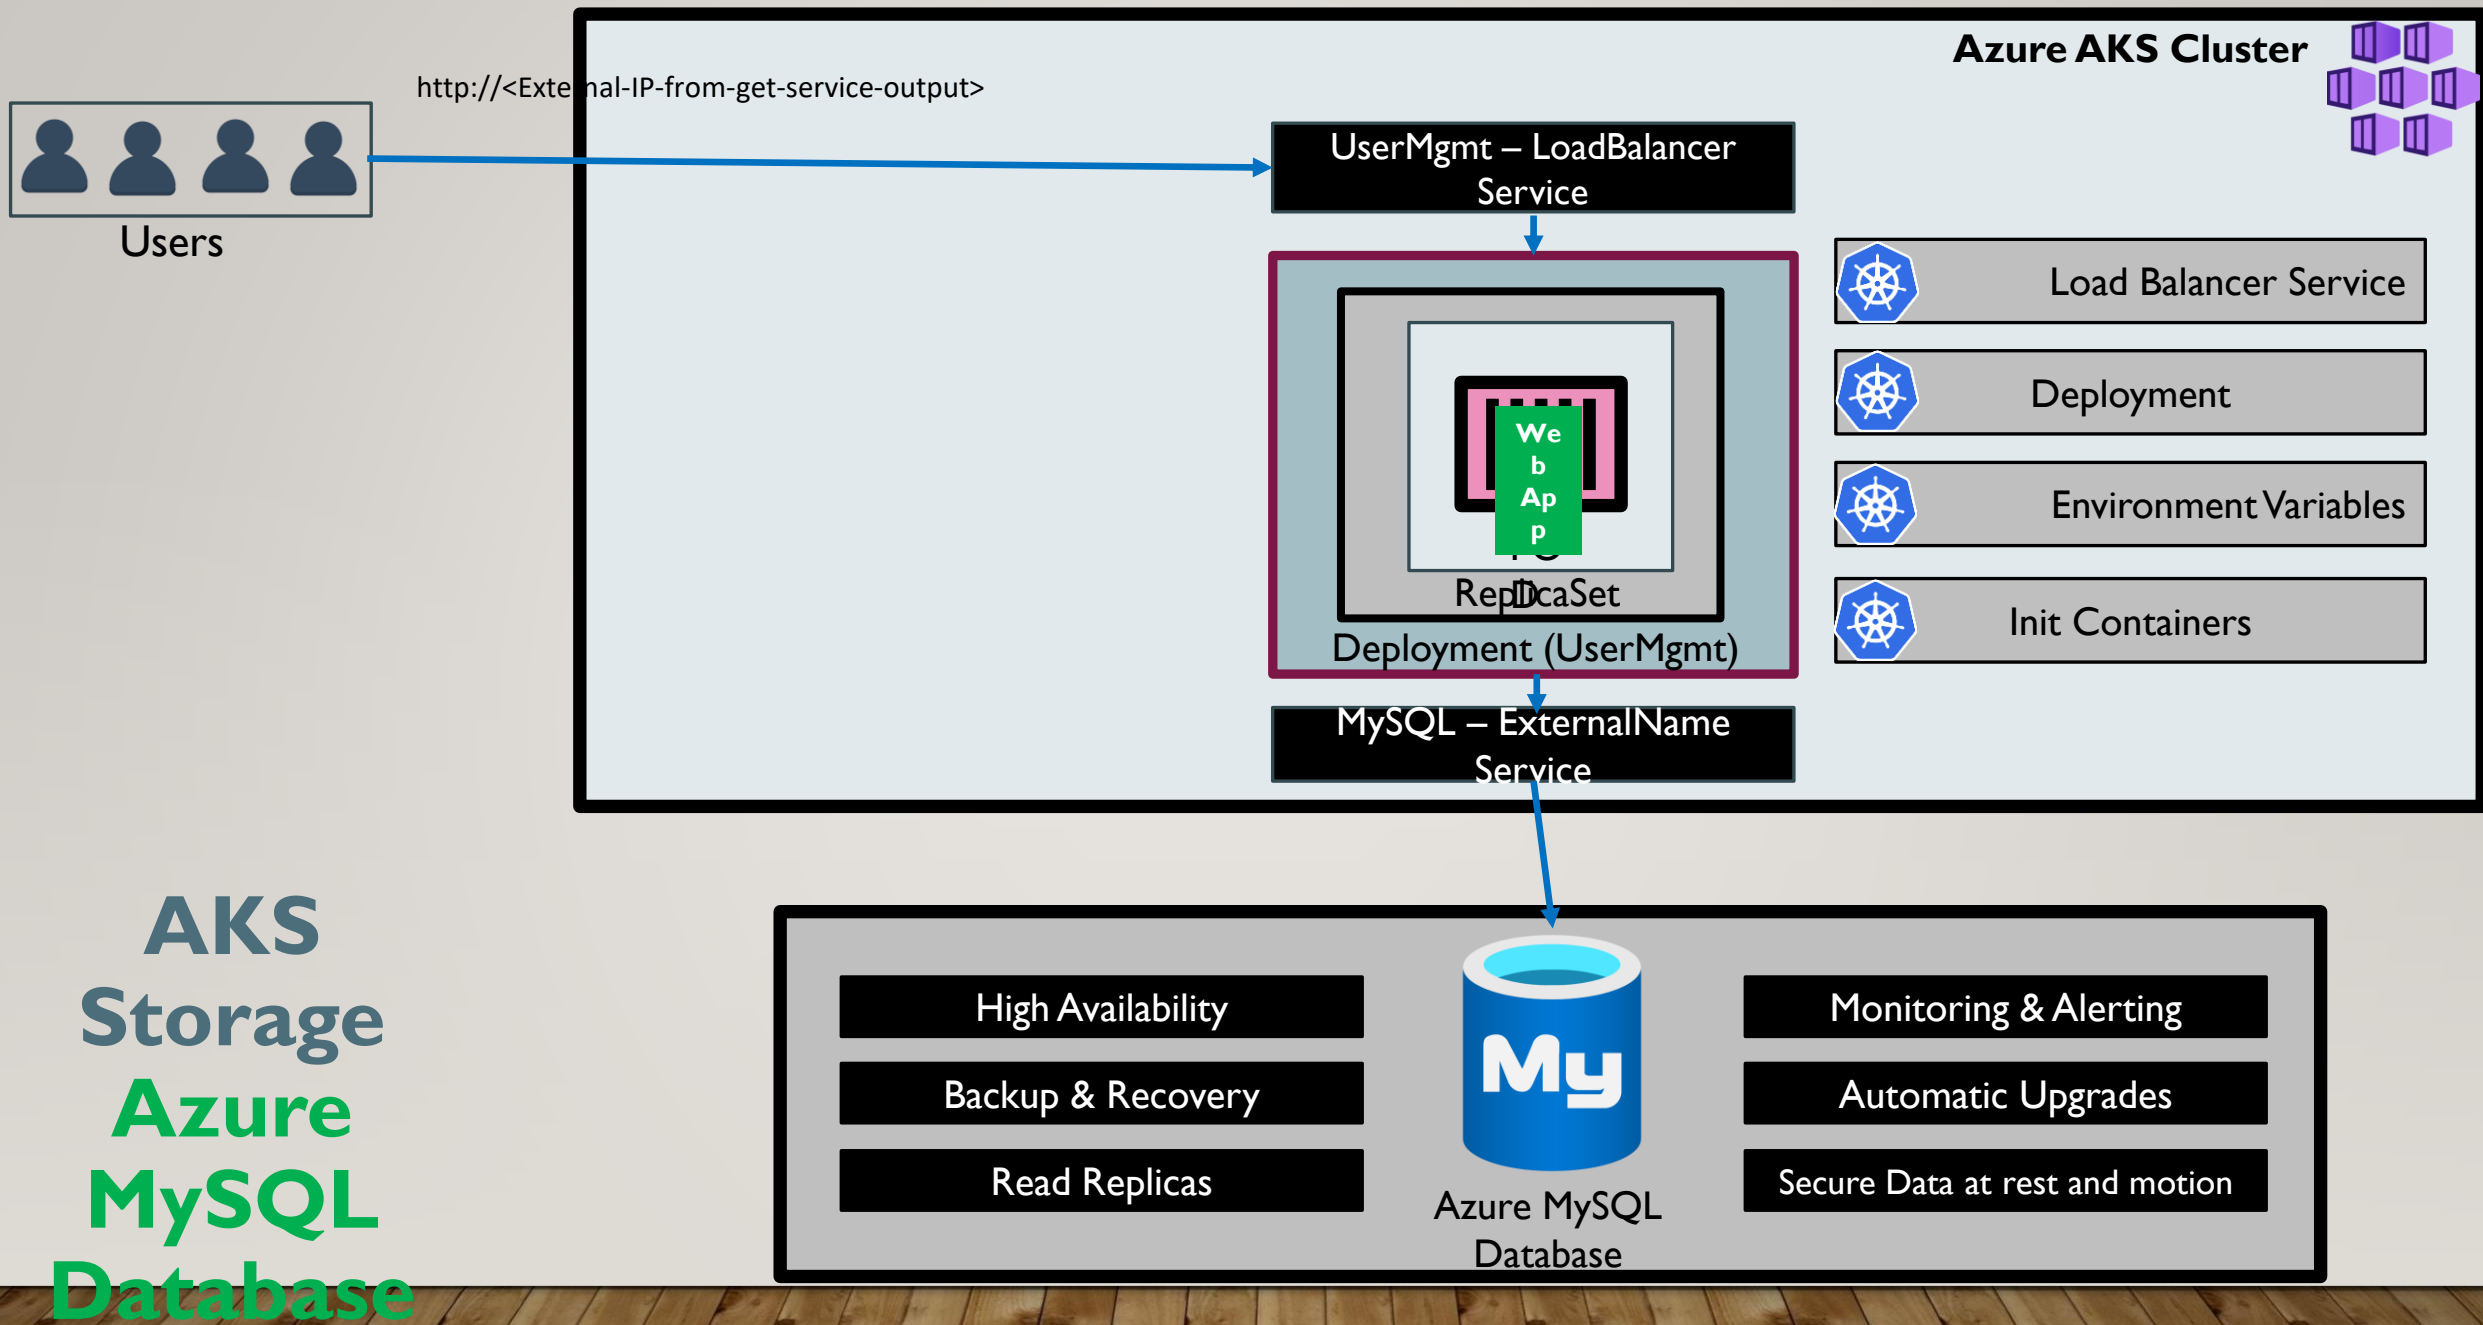 Azure AKS Cluster
http://<External-IP-from-get-service-output>
Users
UserMgmt – LoadBalancer
Service
We
b
Ap
p
ReplicaSet
Deployment (UserMgmt)
MySQL – ExternalName
Service
Load Balancer Service
Deployment
Environment Variables
Init Containers
AKS
Storage
Azure
MySQL
Database
High Availability
Backup & Recovery
Read Replicas
My
Azure MySQL
Database
Monitoring & Alerting
Automatic Upgrades
Secure Data at rest and motion